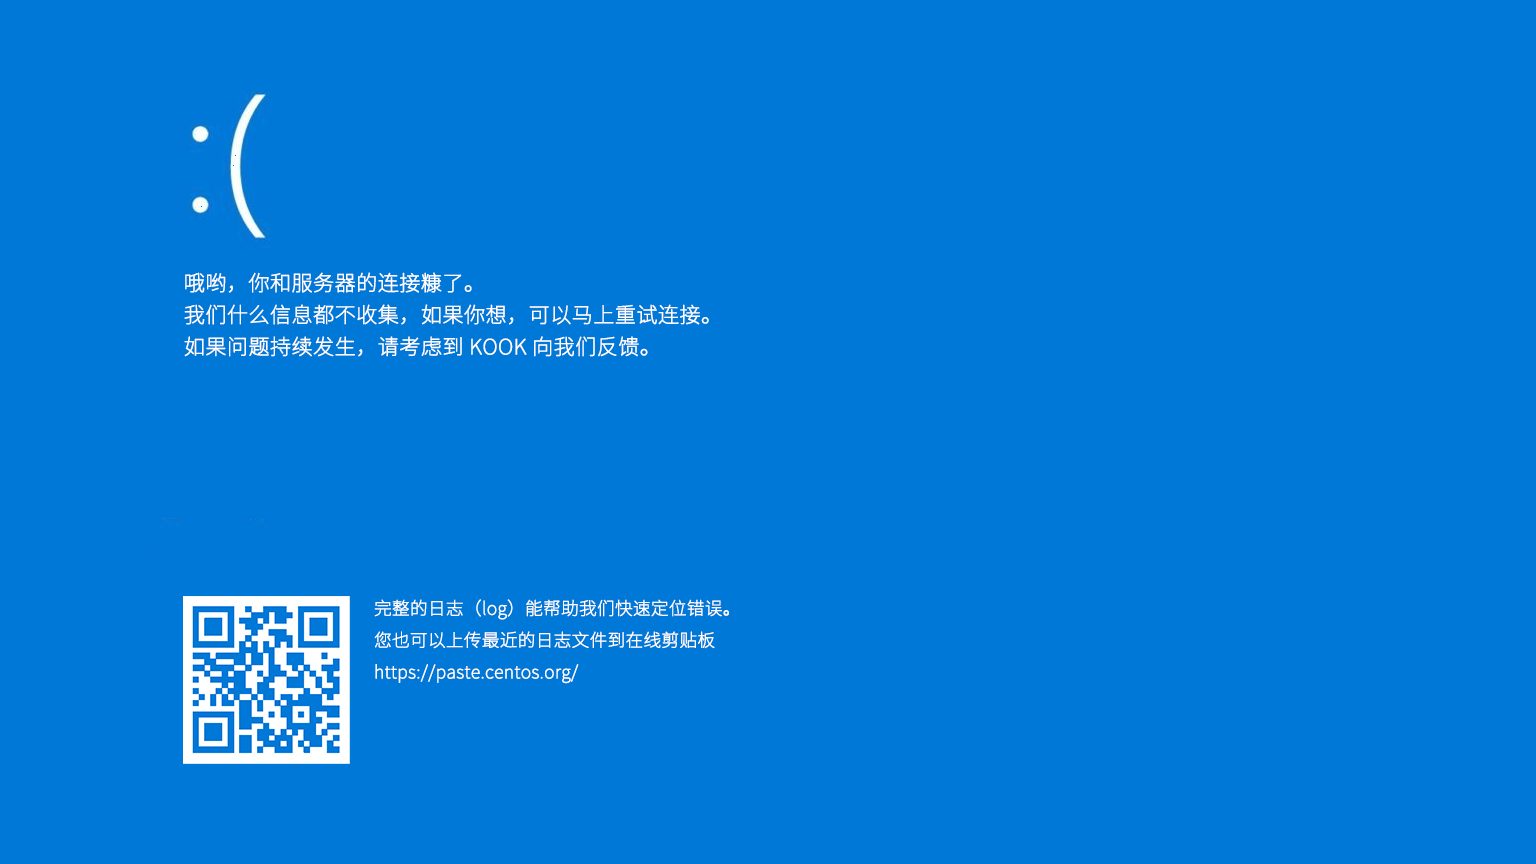 :(
哦哟，你和服务器的连接糠了。
我们什么信息都不收集，如果你想，可以马上重试连接。
如果问题持续发生，请考虑到 KOOK 向我们反馈。
完整的日志（log）能帮助我们快速定位错误。
您也可以上传最近的日志文件到在线剪贴板
https://paste.centos.org/